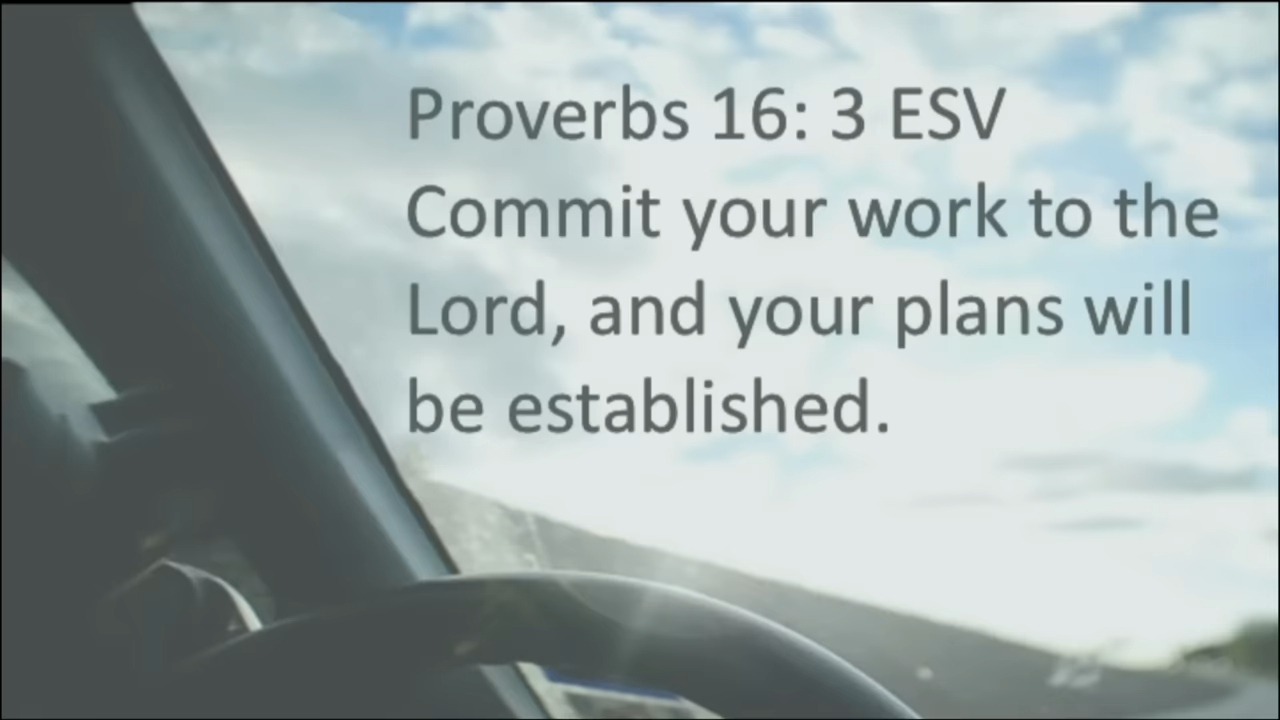 Proverbs 16: 3 ESV
Commit your work to the
Lord, and your plans will
be established.